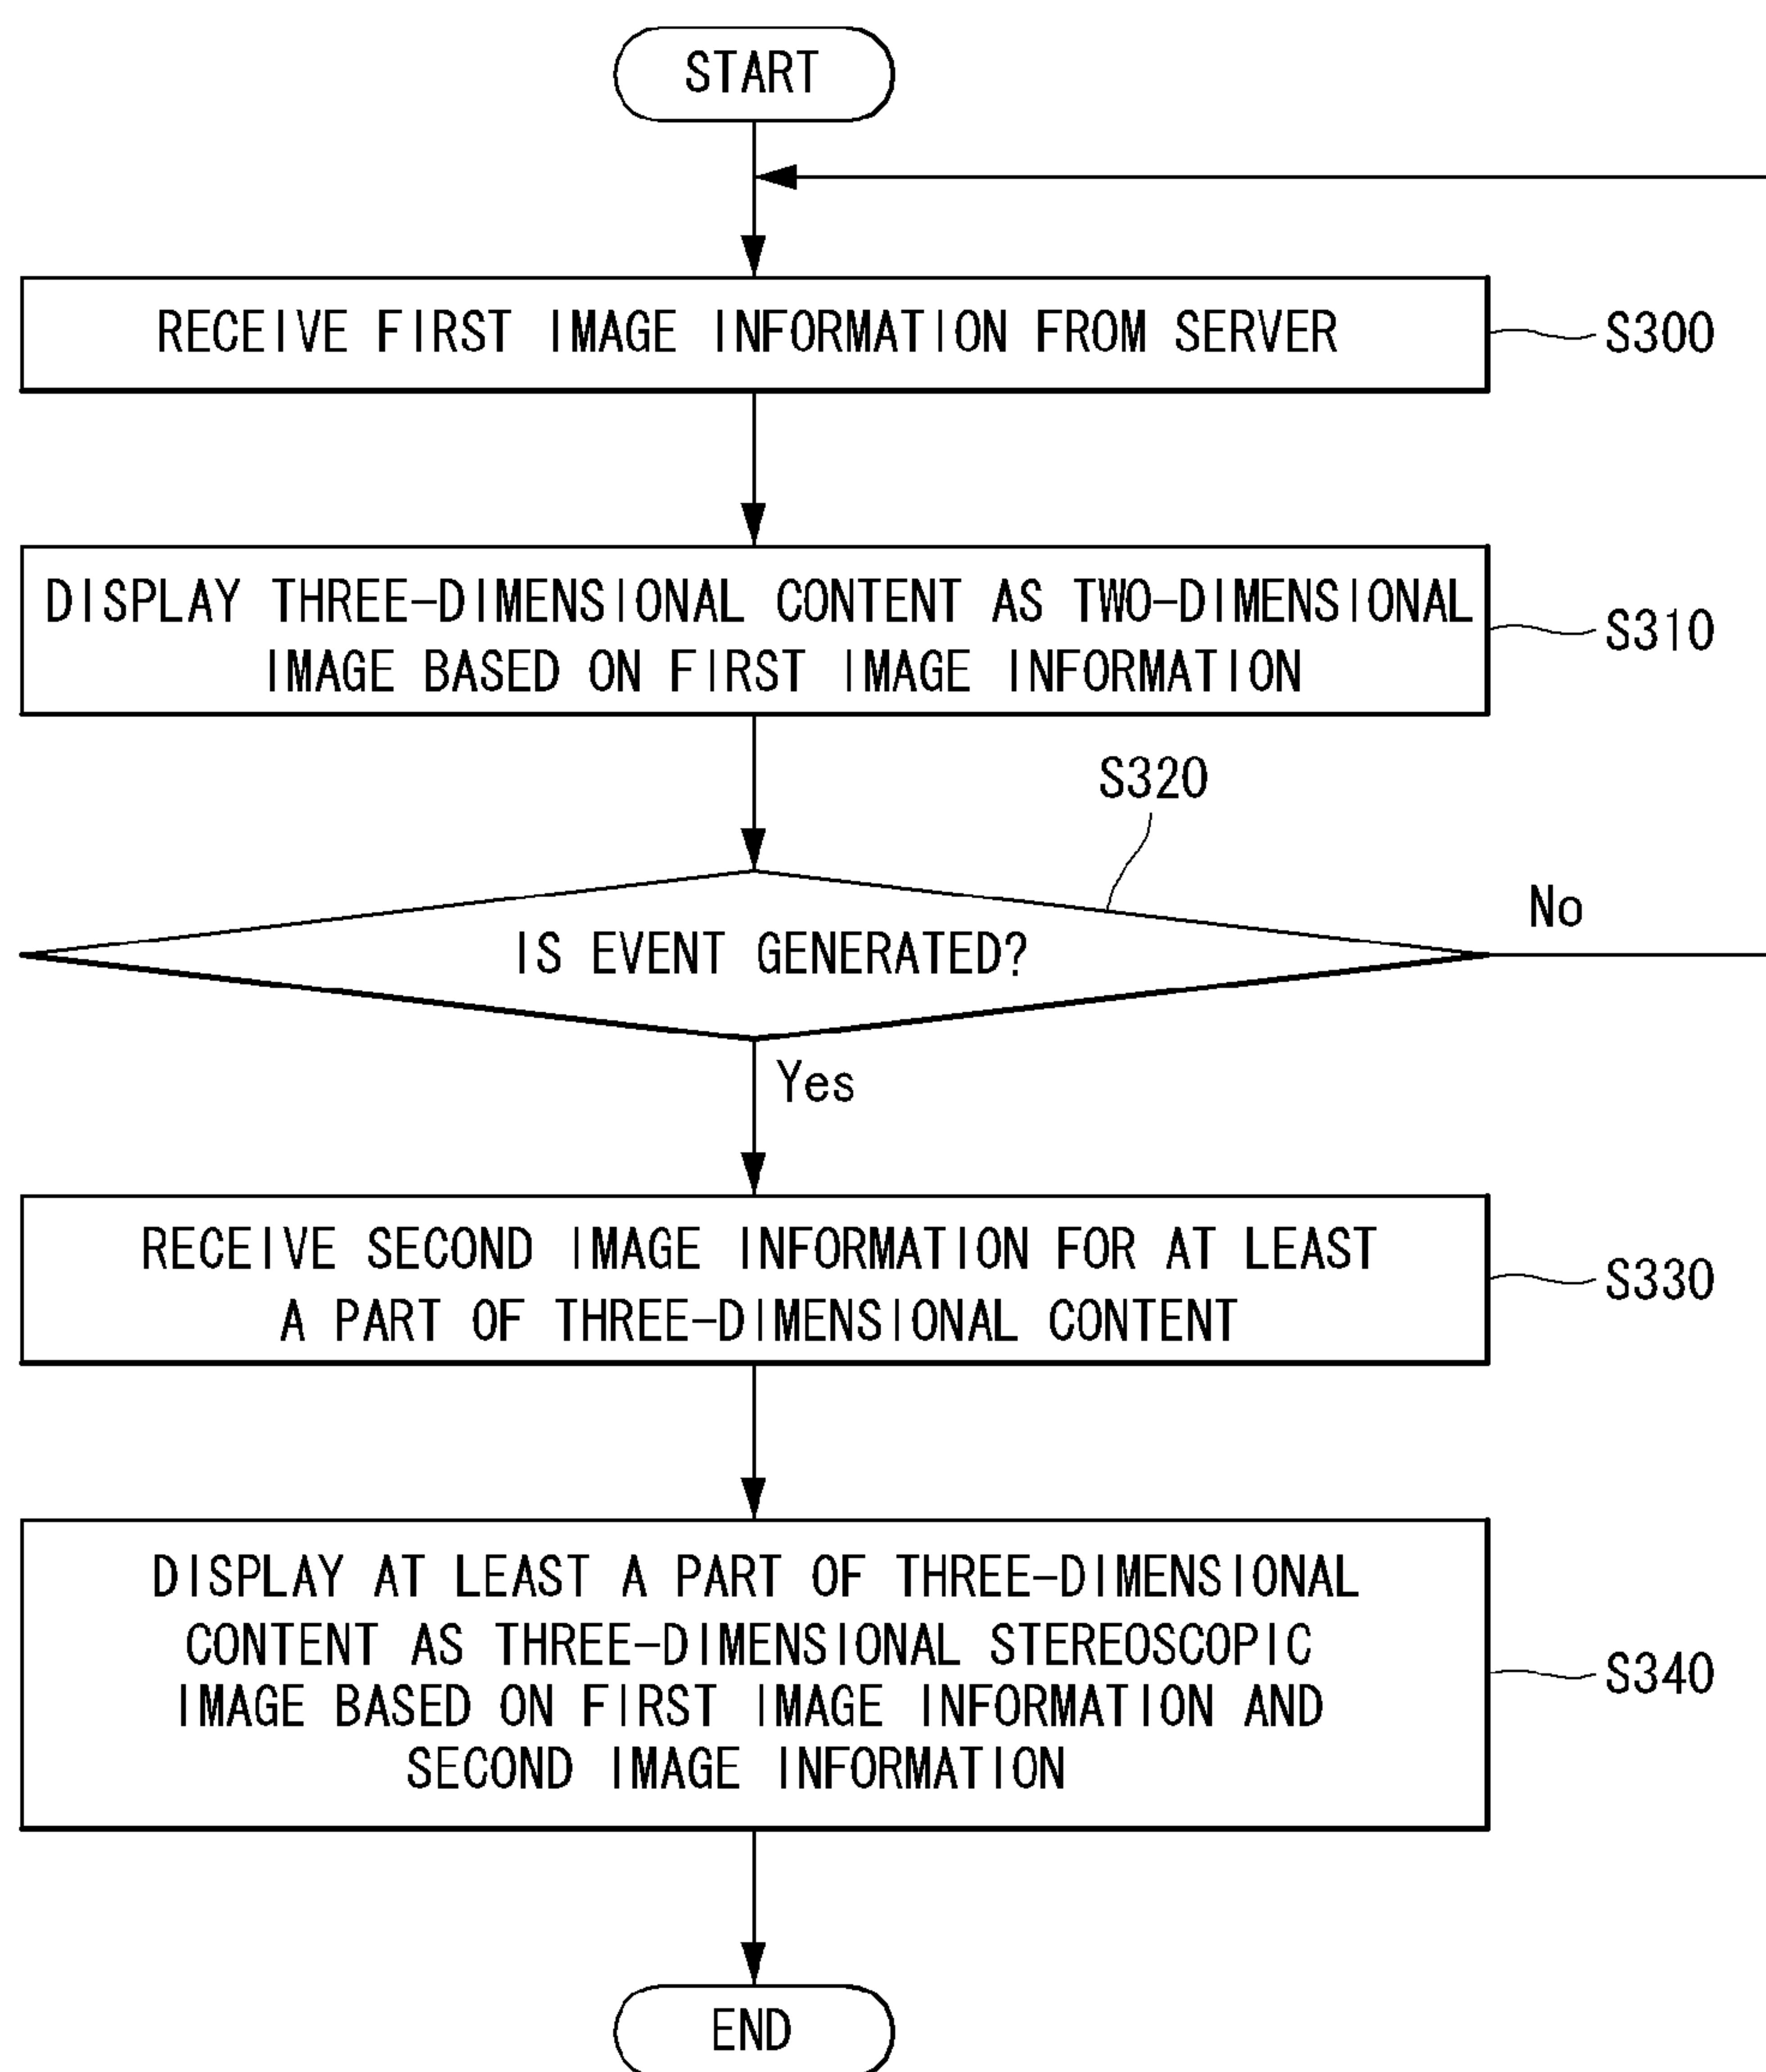 START
RECEIVE FIRST IMAGE INFORMATION FROM SERVER
S300
DISPLAY THREE-DIMENSIONAL CONTENT AS TWO-DIMENSIONAL
IMAGE BASED ON FIRST IMAGE INFORMATION
S310
S320
IS EVENT GENERATED?
No
Yes
RECEIVE SECOND IMAGE INFORMATION FOR AT LEAST
A PART OF THREE-DIMENSIONAL CONTENT
S330
DISPLAY AT LEAST A PART OF THREE-DIMENSIONAL
CONTENT AS THREE-DIMENSIONAL STEREOSCOPIC
IMAGE BASED ON FIRST IMAGE INFORMATION AND
SECOND IMAGE INFORMATION
S340
END